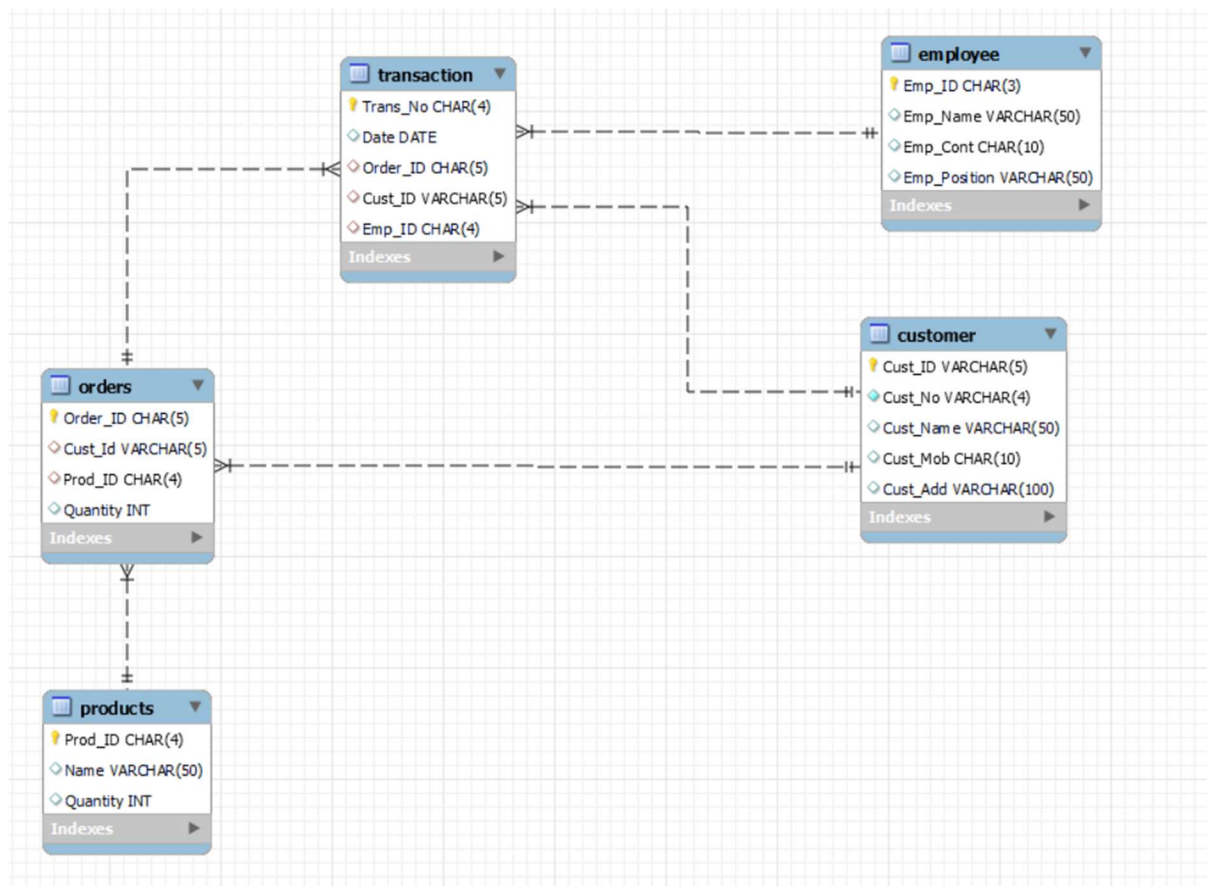 transaction
Trans_No CHAR(4)
Date DATE
Order_ID CHAR(5)
Cust_ID VARCHAR(5)
Emp_ID CHAR(4)
Indexes
employee
Emp_ID CHAR(3)
Emp_Name VARCHAR(50)
Emp_Cont CHAR(10)
Emp_Position VARCHAR(50)
Indexes
orders
Order_ID CHAR(5)
Cust_Id VARCHAR(5)
Prod_ID CHAR(4)
Quantity INT
Indexes
customer
Cust_ID VARCHAR(5)
Cust_No VARCHAR(4)
Cust_Name VARCHAR(50)
Cust_Mob CHAR(10)
Cust_Add VARCHAR(100)
Indexes
products
Prod_ID CHAR(4)
Name VARCHAR(50)
Quantity INT
Indexes